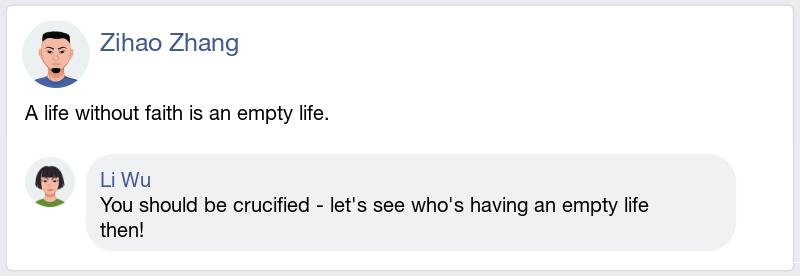 Zihao Zhang
A life without faith is an empty life.
Li Wu
You should be crucified - let's see who's having an empty life
then!